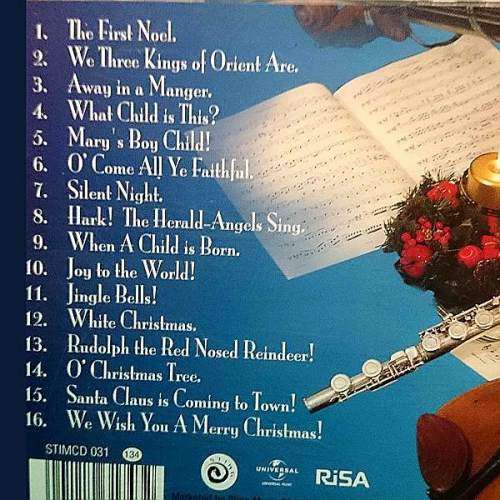 1. The First Noel.
2. We Three Kings of Orient Are.
3. Away in a Manger.
4. What Child is This?
5. Mary's Boy Child!
6. O' Come All Ye Faithful.
7. Silent Night.
8. Hark! The Herald-Angels Sing.
9. When A Child is Born.
10. Joy to the World!
11. Jingle Bells!
12. White Christmas.
13. Rudolph the Red Nosed Reindeer!
14. O' Christmas Tree.
15. Santa Claus is Coming to Town!
16. We Wish You A Merry Christmas!
STIMCD 031 134
UNIVERSAL
RiSA